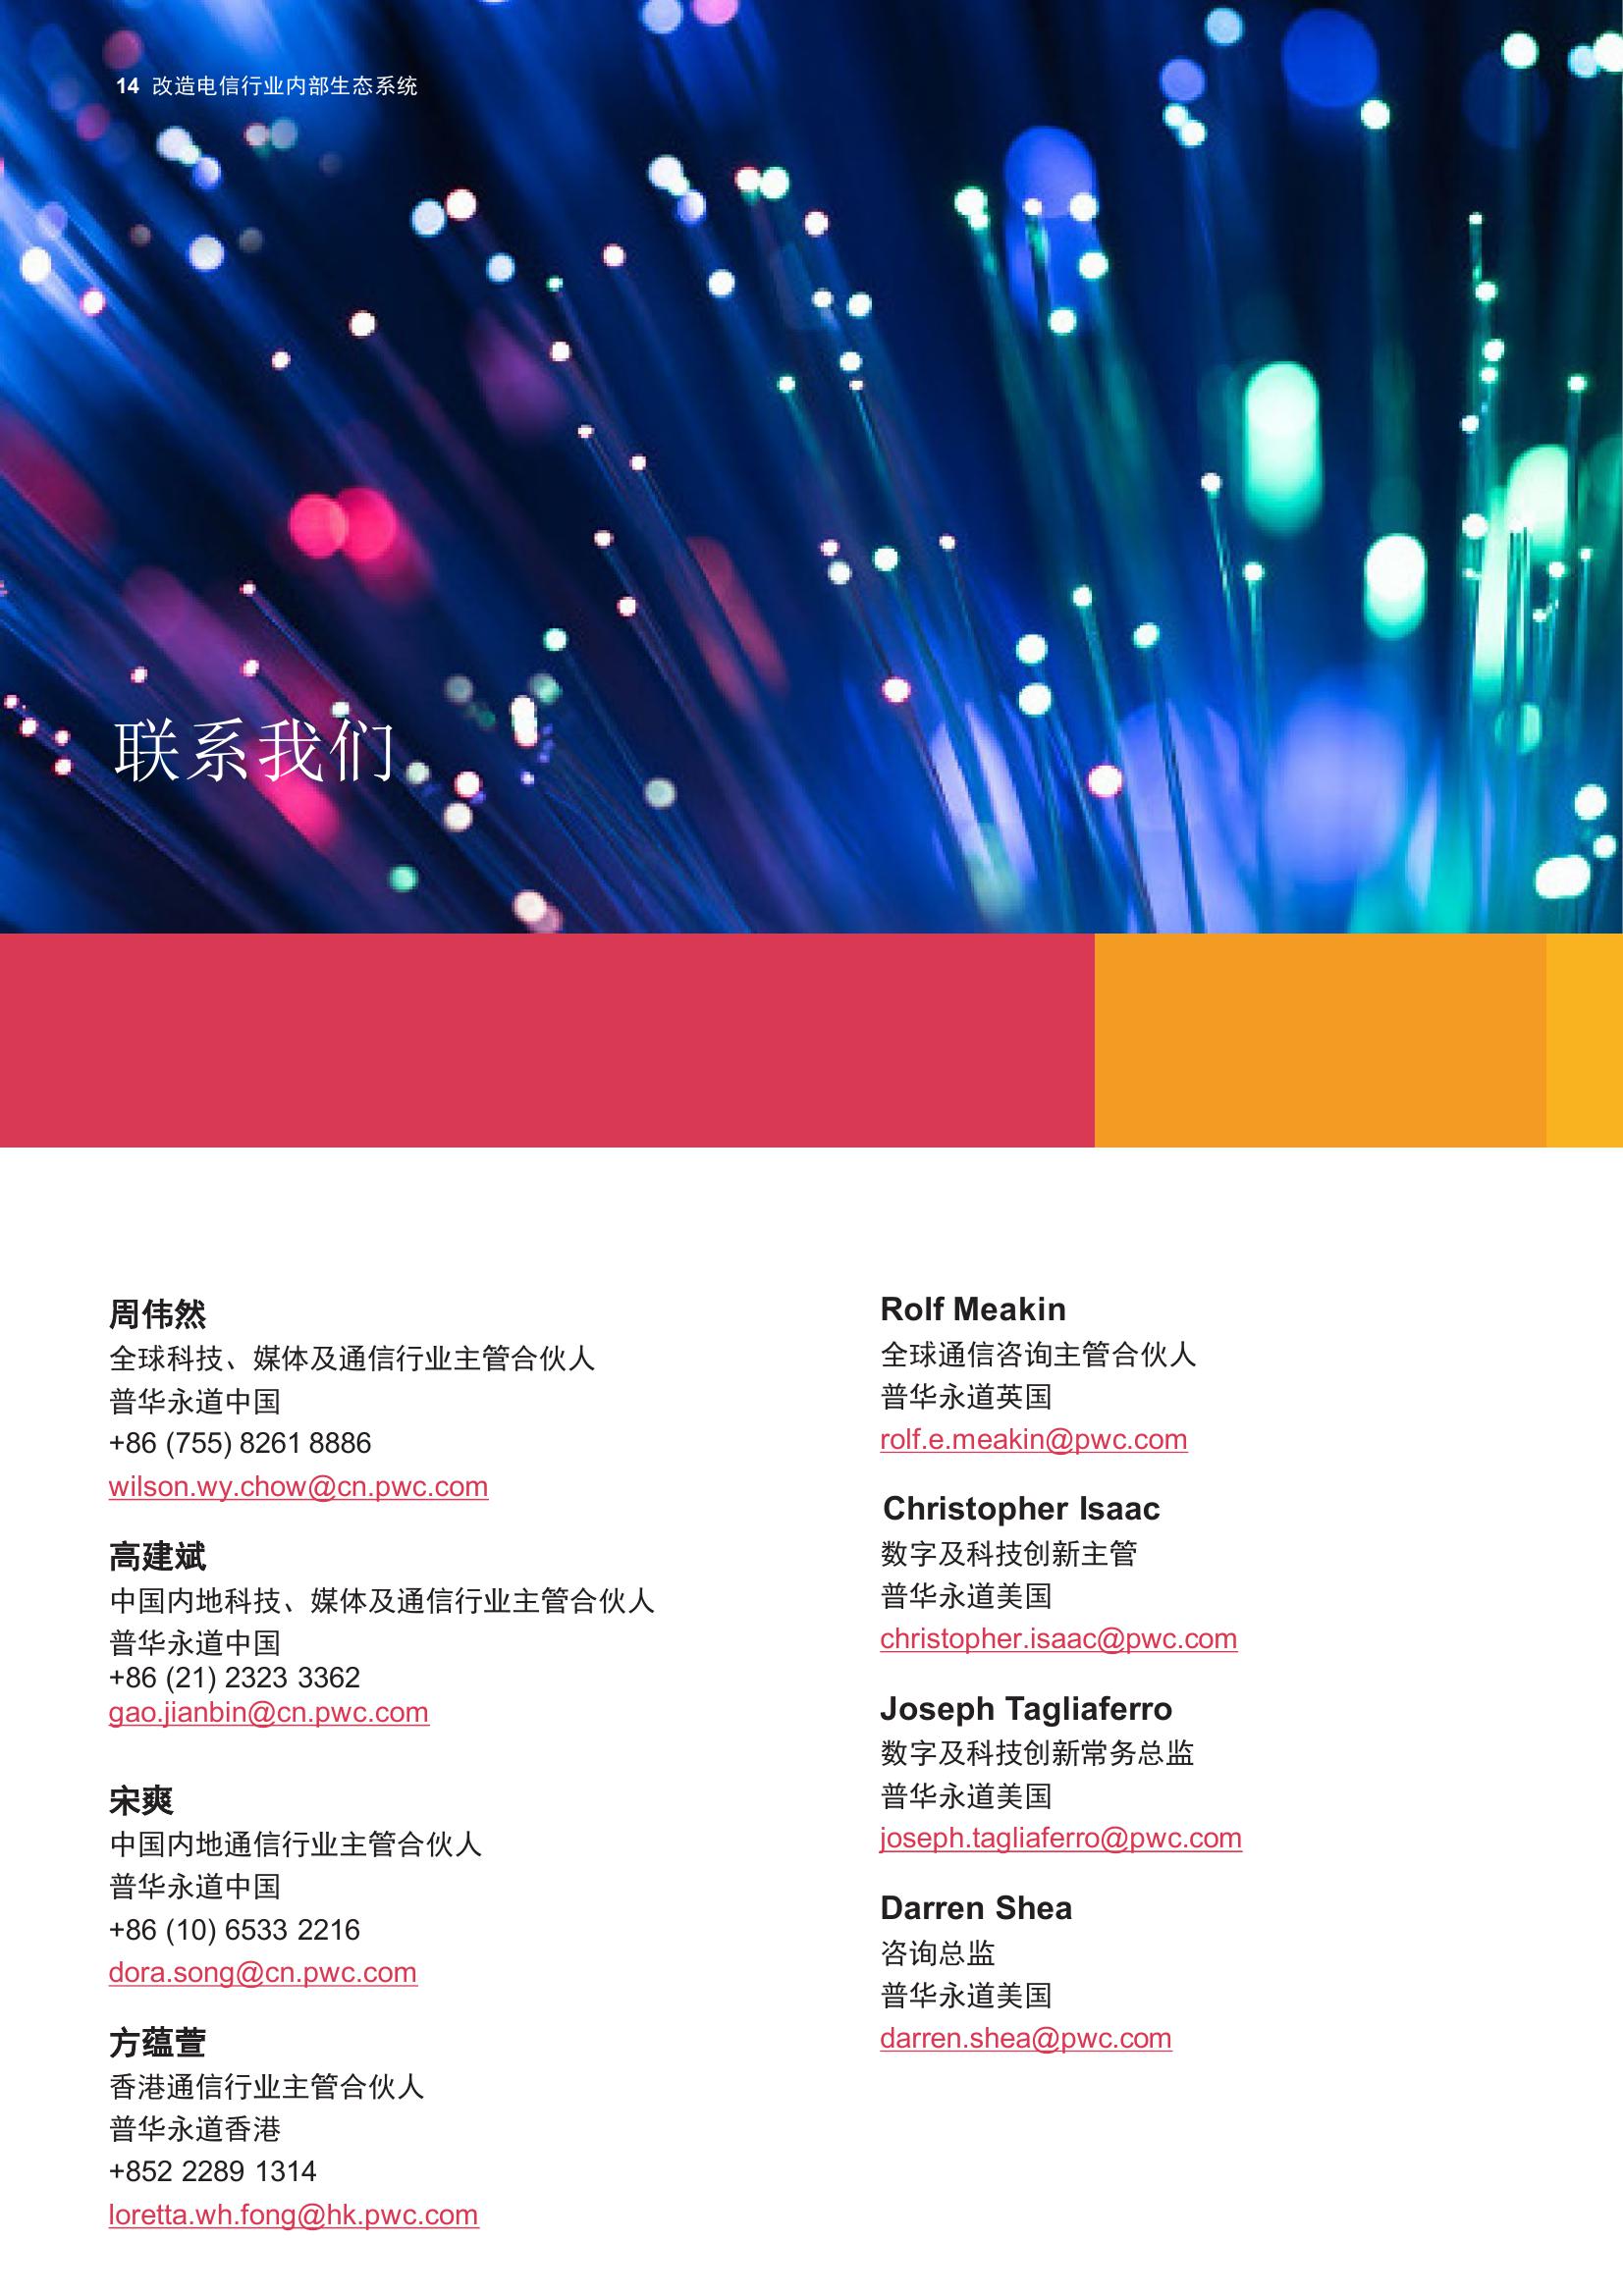 14 改造电信行业内部生态系统
联系我们
周伟然
全球科技、媒体及通信行业主管合伙人
普华永道中国
+86 (755) 8261 8886
wilson.wy.chow@cn.pwc.com
高建斌
中国内地科技、媒体及通信行业主管合伙人
普华永道中国
+86 (21) 2323 3362
gao.jianbin@cn.pwc.com
宋爽
中国内地通信行业主管合伙人
普华永道中国
+86 (10) 6533 2216
dora.song@cn.pwc.com
方蕴萱
香港通信行业主管合伙人
普华永道香港
+852 2289 1314
loretta.wh.fong@hk.pwc.com
Rolf Meakin
全球通信咨询主管合伙人
普华永道英国
rolf.e.meakin@pwc.com
Christopher Isaac
数字及科技创新主管
普华永道美国
christopher.isaac@pwc.com
Joseph Tagliaferro
数字及科技创新常务总监
普华永道美国
joseph.tagliaferro@pwc.com
Darren Shea
咨询总监
普华永道美国
darren.shea@pwc.com